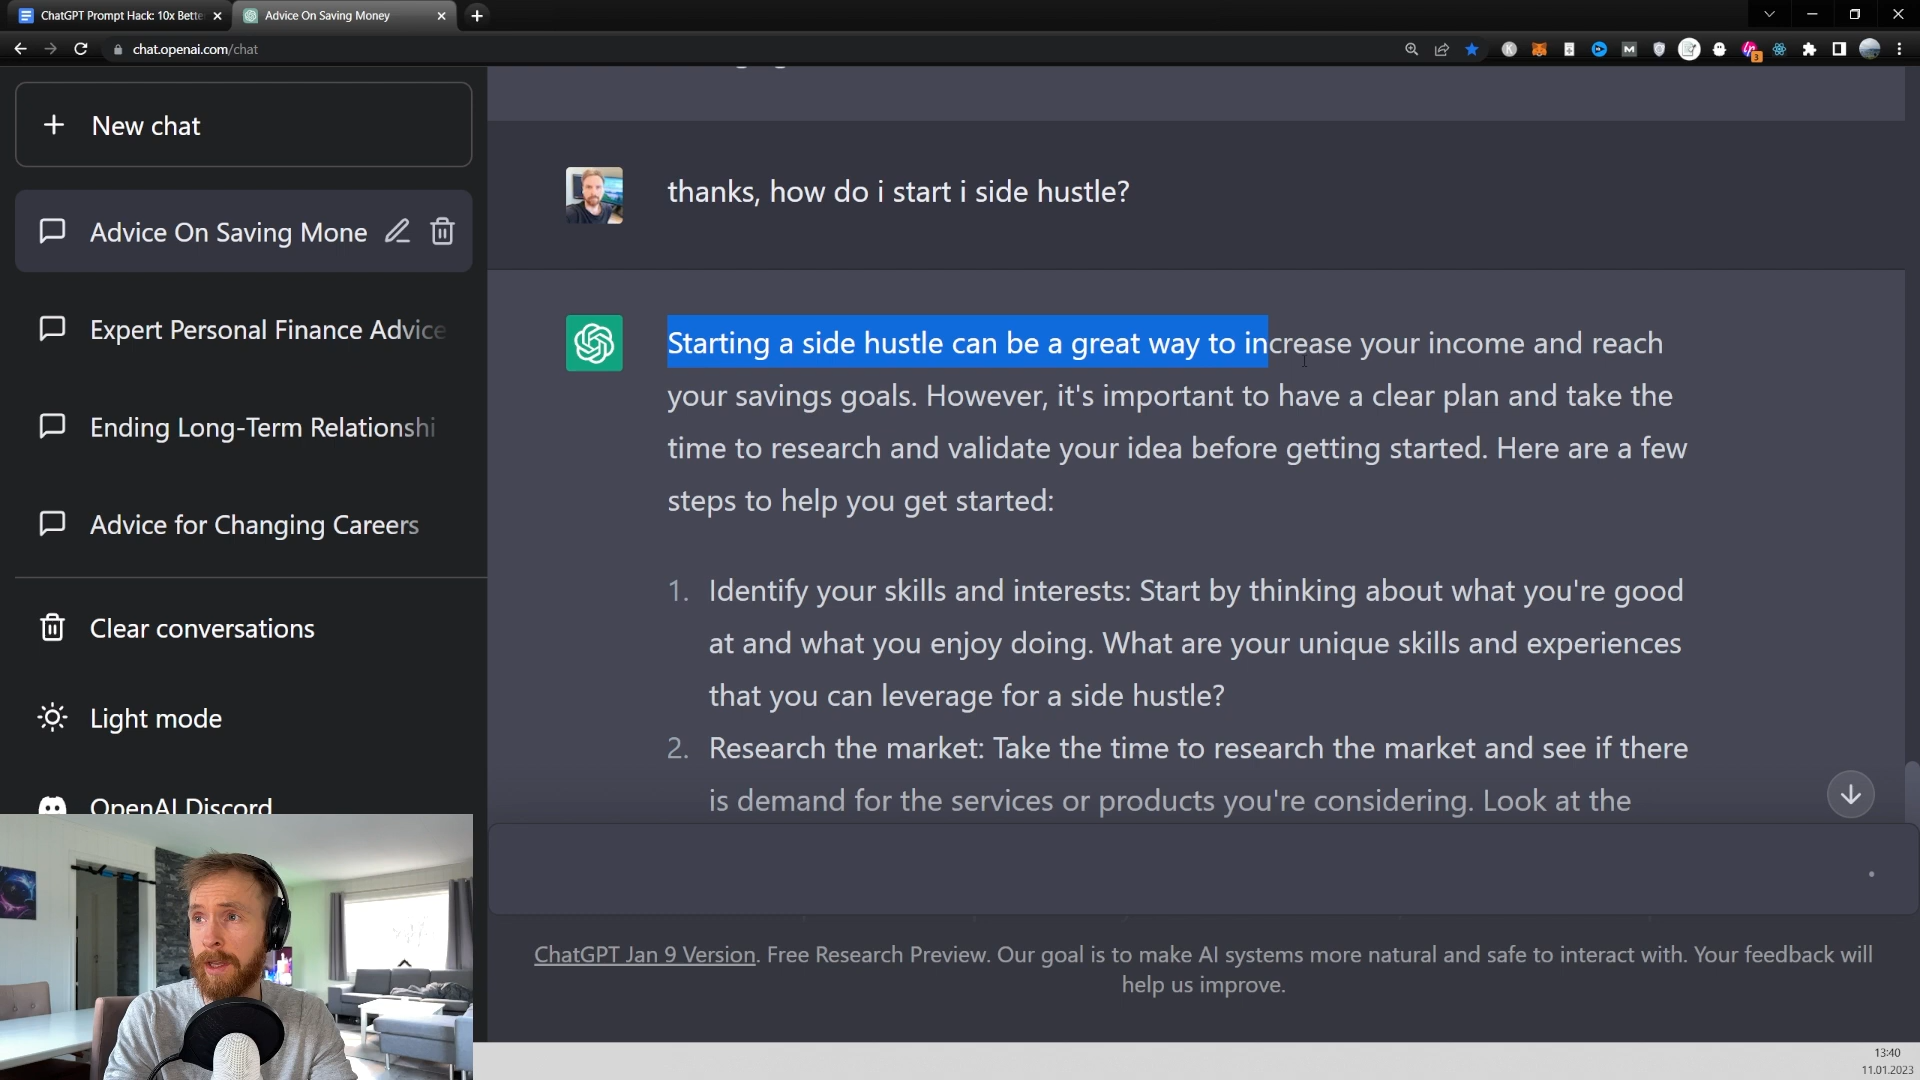 ChatGPT Prompt Hack: 10x Bette
Advice On Saving Money
chat.openai.com/chat
3
New chat
Advice On Saving Mone
Expert Personal Finance Advice
Ending Long-Term Relationshi
Advice for Changing Careers
Clear conversations
Light mode
OpenAI Discord
thanks, how do i start i side hustle?
Starting a side hustle can be a great way to increase your income and reach
your savings goals. However, it's important to have a clear plan and take the
time to research and validate your idea before getting started. Here are a few
steps to help you get started:
1. Identify your skills and interests: Start by thinking about what you're good
at and what you enjoy doing. What are your unique skills and experiences
that you can leverage for a side hustle?
2. Research the market: Take the time to research the market and see if there
is demand for the services or products you're considering. Look at the
ChatGPT Jan 9 Version. Free Research Preview. Our goal is to make AI systems more natural and safe to interact with. Your feedback will
help us improve.
13:40
11.01.2023